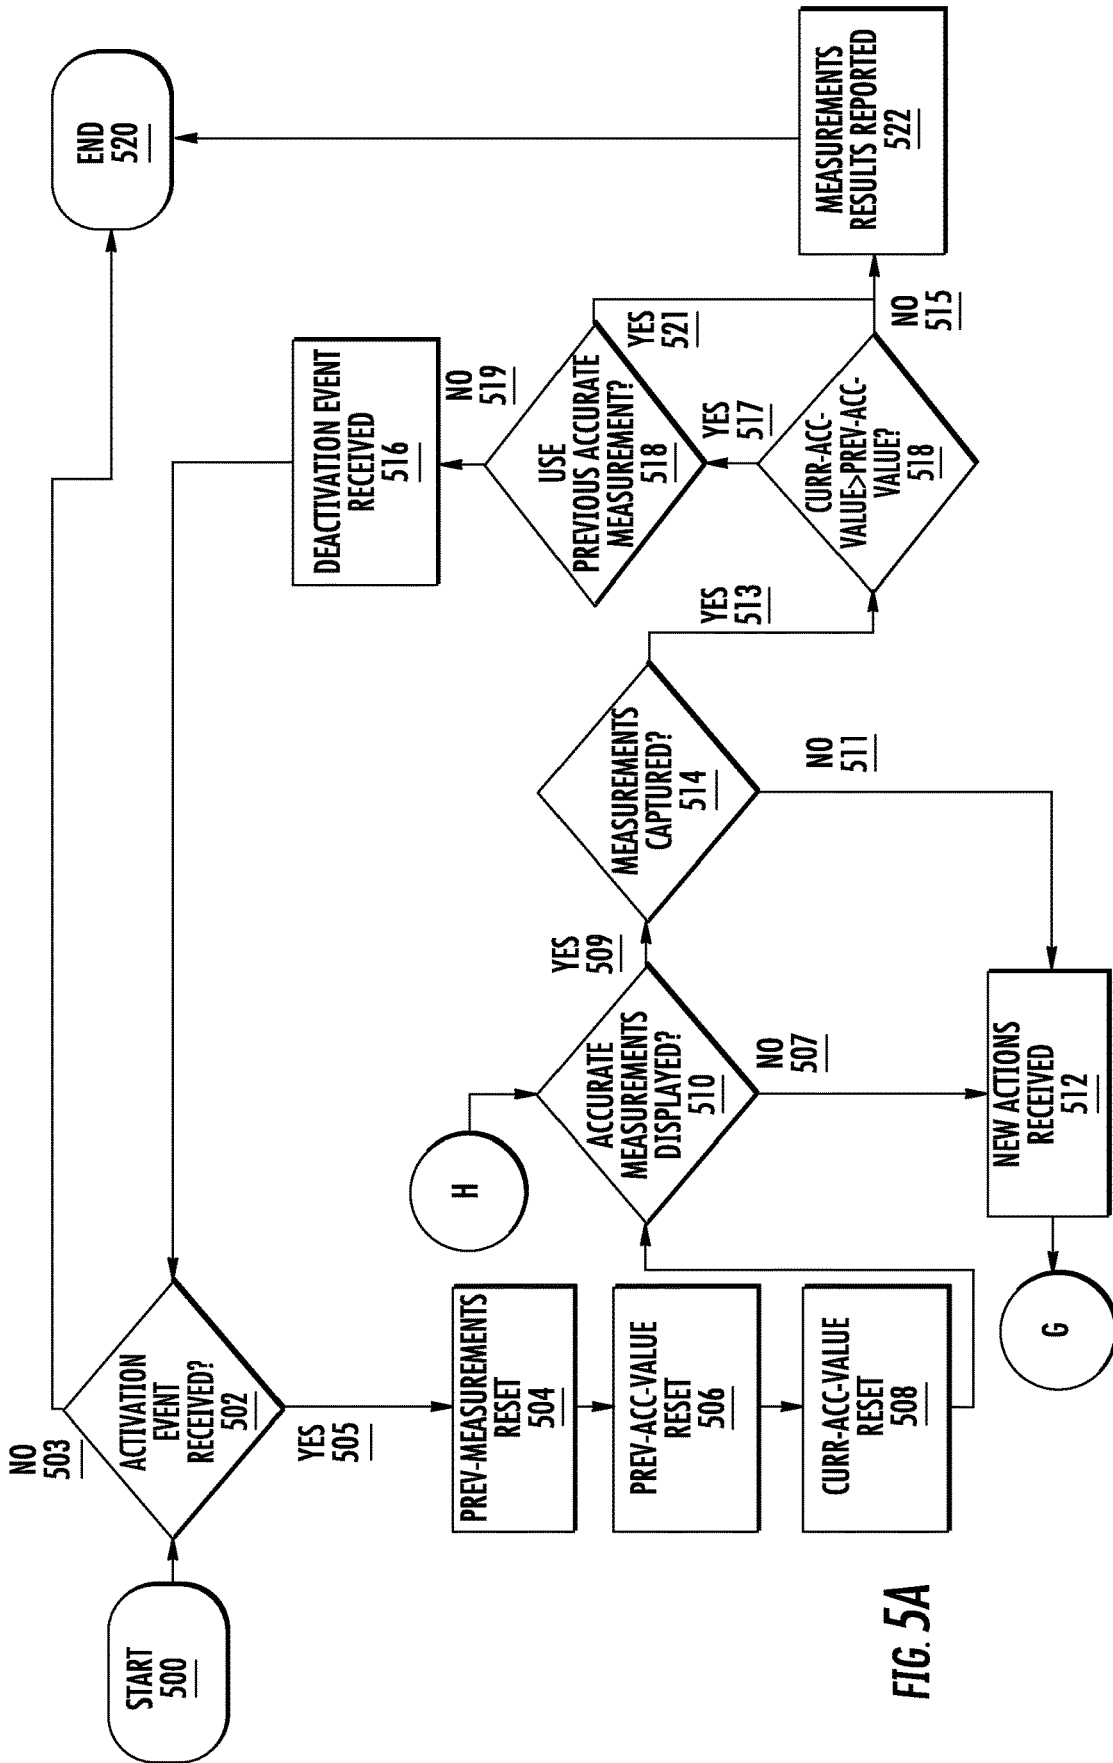 START
500
NO
503
ACTIVATION
EVENT
RECEIVED?
502
YES
505
PREV-MEASUREMENTS
RESET
504
PREV-ACC-VALUE
RESET
506
CURR-ACC-VALUE
RESET
508
H
ACCURATE
MEASUREMENTS
DISPLAYED?
510
YES
509
NO
507
MEASUREMENTS
CAPTURED?
514
NO
511
YES
513
NEW ACTIONS
RECEIVED
512
G
CURR-ACC-
VALUE>PREV-ACC-
VALUE?
518
YES
517
NO
515
USE
PREVIOUS ACCURATE
MEASUREMENT?
518
NO
519
YES
521
DEACTIVATION EVENT
RECEIVED
516
MEASUREMENTS
RESULTS REPORTED
522
END
520
FIG. 5A